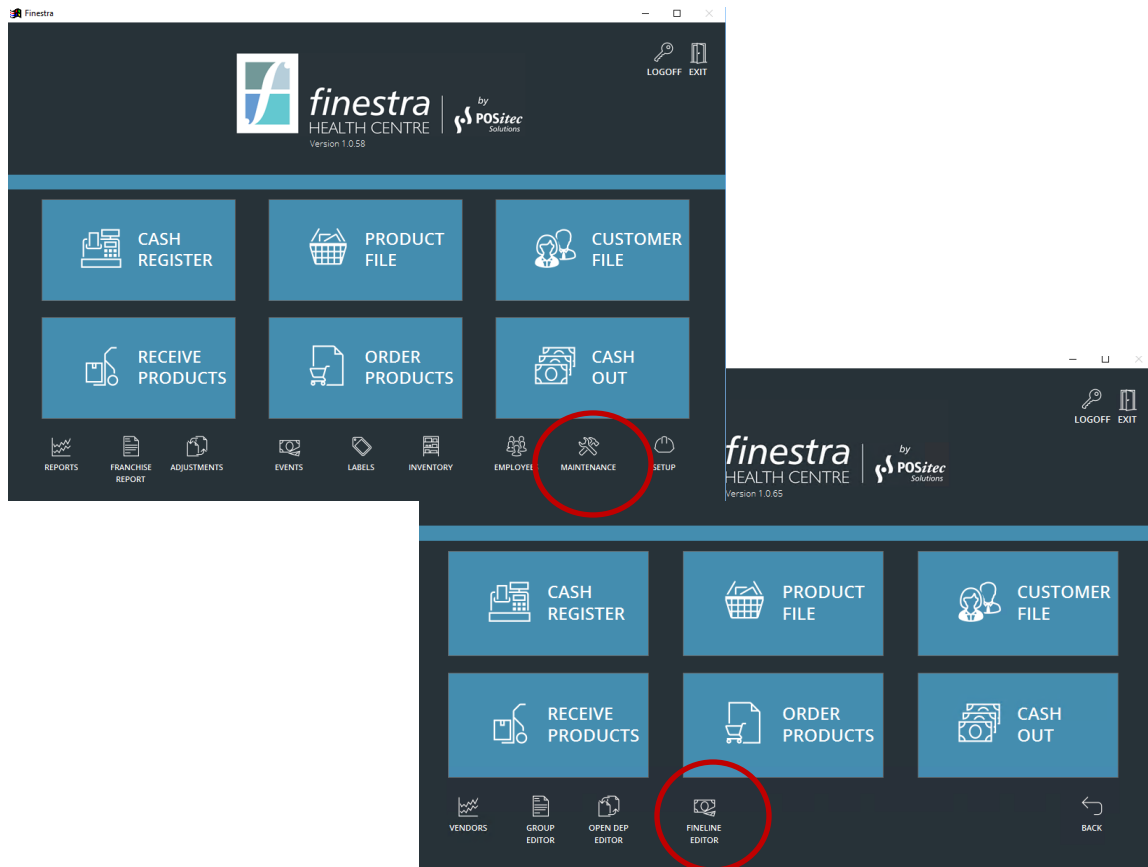 Finestra
LOGOFF EXIT
f
finestra
HEALTH CENTRE
by
POSitec
Solutions
Version 1.0.58
CASH
REGISTER
PRODUCT
FILE
CUSTOMER
FILE
RECEIVE
PRODUCTS
ORDER
PRODUCTS
CASH
OUT
REPORTS
FRANCHISE
REPORT
ADJUSTMENTS
EVENTS
LABELS
INVENTORY
EMPLOYEES
MAINTENANCE
SETUP
LOGOFF EXIT
finestra
HEALTH CENTRE
by
POSitec
Solutions
Version 1.0.65
CASH
REGISTER
PRODUCT
FILE
CUSTOMER
FILE
RECEIVE
PRODUCTS
ORDER
PRODUCTS
CASH
OUT
VENDORS
GROUP
EDITOR
OPEN DEP
EDITOR
FINELINE
EDITOR
BACK